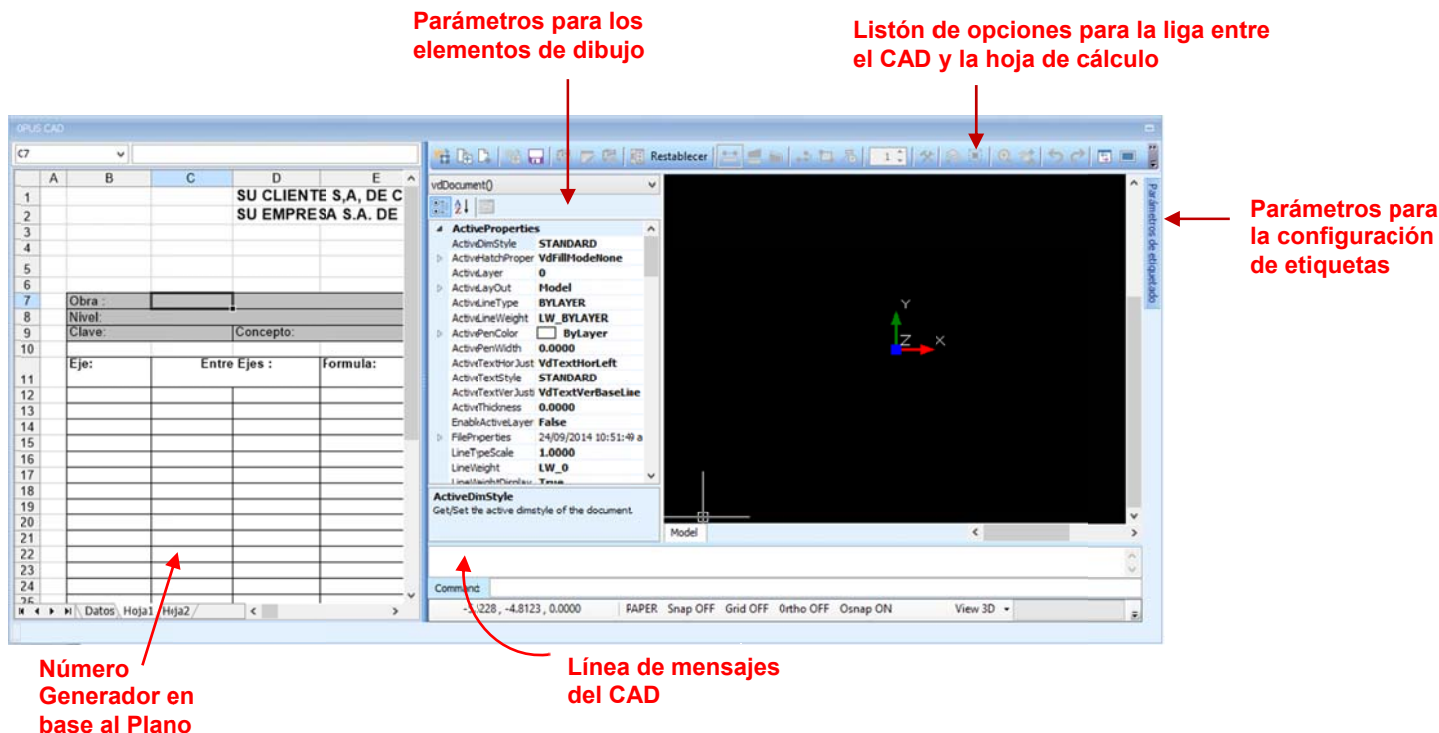 Parámetros para los
elementos de dibujo
Listón de opciones para la liga entre
el CAD y la hoja de cálculo
OPUS CAD
C7
Restablecer
1
A B C D E
1 SU CLIENTE S,A, DE C
2 SU EMPRESA S.A. DE
3
4
5
6
7 Obra :
8 Nivel:
9 Clave: Concepto:
10
11 Eje: Entre Ejes : Formula:
12
13
14
15
16
17
18
19
20
21
22
23
24
25
Datos Hoja1 Hoja2
vdDocument()
ActiveProperties
ActiveDimStyle STANDARD
ActiveHatchProper VdFillModeNone
ActiveLayer 0
ActiveLayOut Model
ActiveLineType BYLAYER
ActiveLineWeight LW_BYLAYER
ActivePenColor ByLayer
ActivePenWidth 0.0000
ActiveTextHorJust VdTextHorLeft
ActiveTextStyle STANDARD
ActiveTextVerJusti VdTextVerBaseLine
ActiveThickness 0.0000
EnableActiveLayer False
FileProperties 24/09/2014 10:51:49 a
LineTypeScale 1.0000
LineWeight LW_0
LineWeightDisplay True
ActiveDimStyle
Get/Set the active dimstyle of the document.
Y
Z X
Model
Parámetros de etiquetado
Parámetros para
la configuración
de etiquetas
Command:
, -4.8123 , 0.0000 PAPER Snap OFF Grid OFF Ortho OFF Osnap ON View 3D
Número
Generador en
base al Plano
Línea de mensajes
del CAD